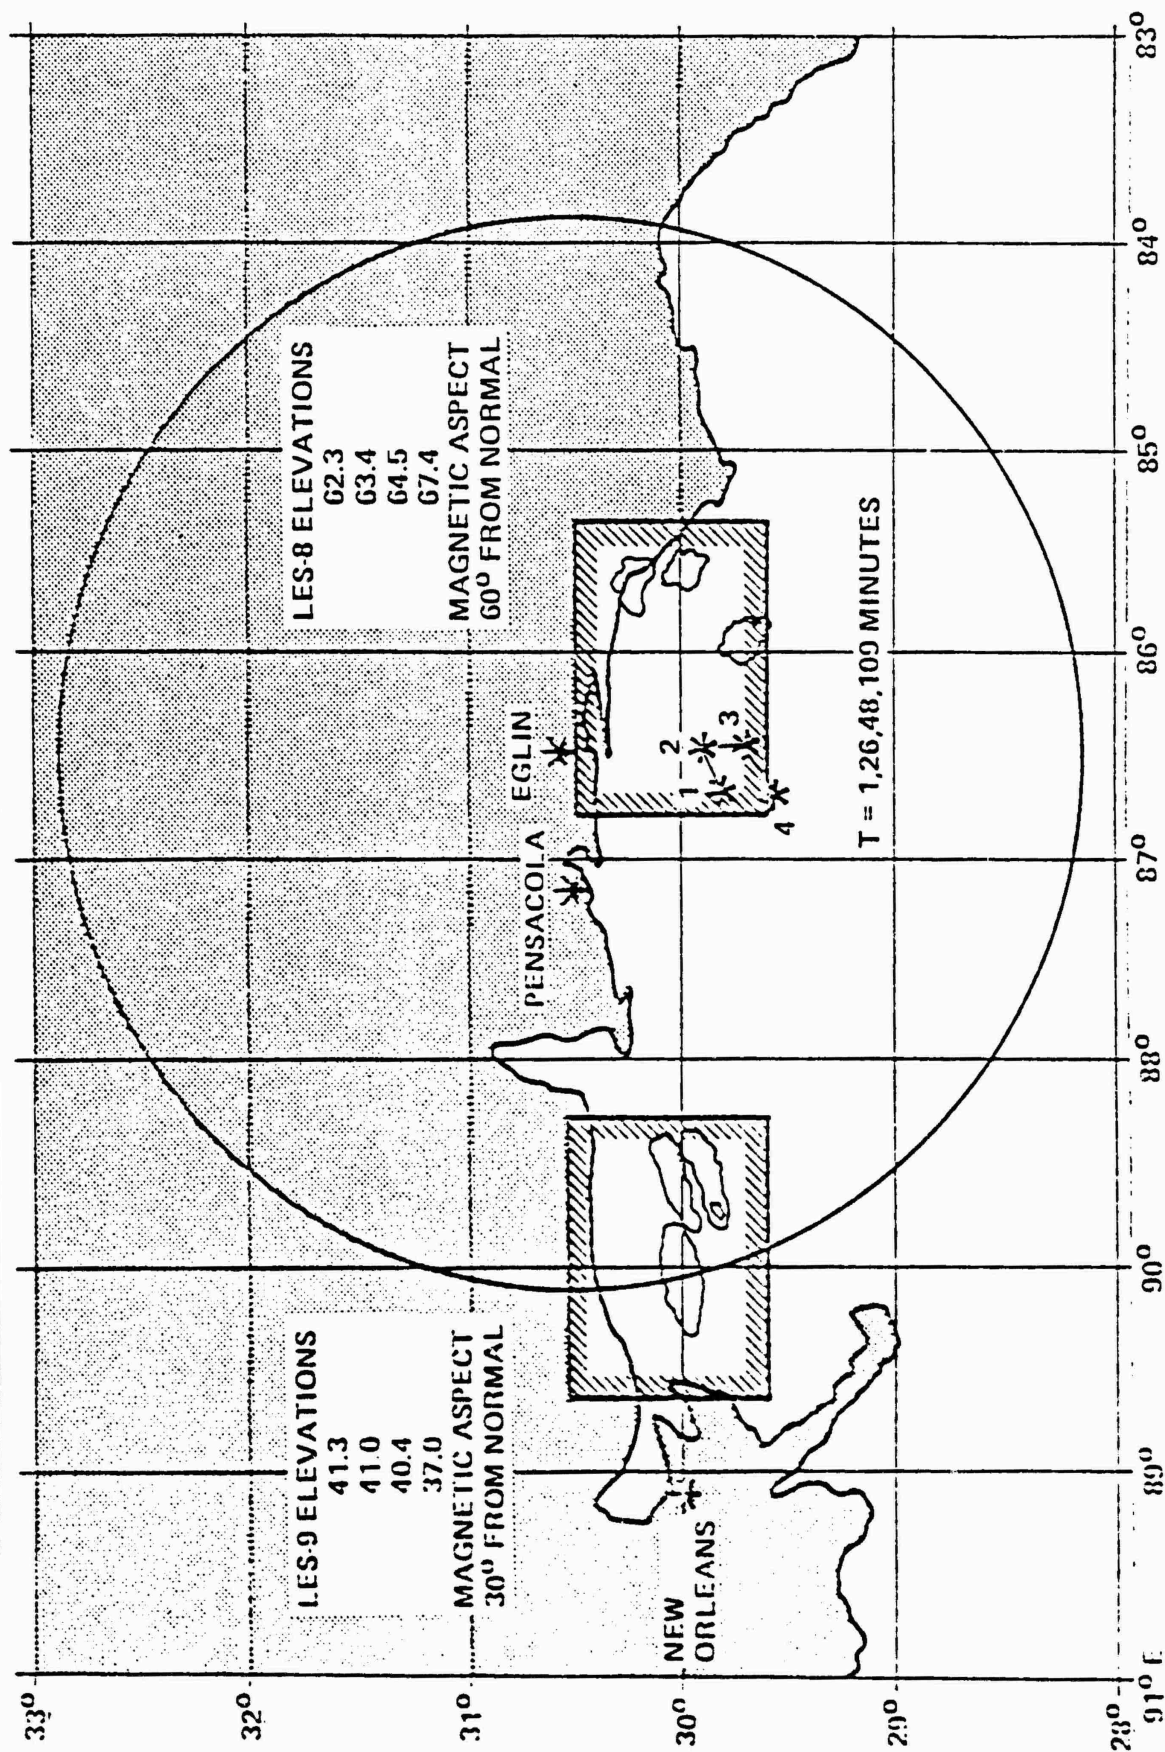 33°
32°
31°
30°
29°
28°
LES-9 ELEVATIONS
41.3
41.0
40.4
37.0
MAGNETIC ASPECT
30° FROM NORMAL
LES-8 ELEVATIONS
62.3
63.4
64.5
67.4
MAGNETIC ASPECT
60° FROM NORMAL
PENSACOLA
EGLIN
NEW
ORLEANS
1
2
3
4
T = 1,26,48,109 MINUTES
91° E
89°
90°
88°
87°
86°
85°
84°
83°